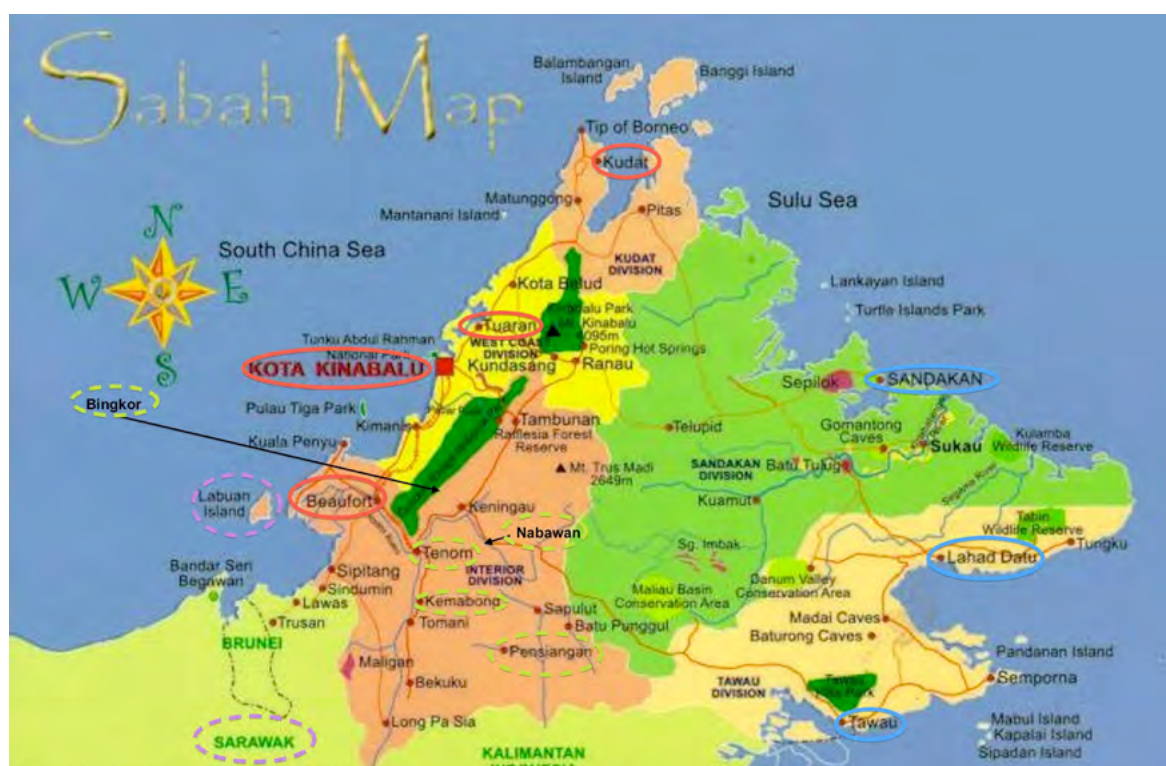 Sabah Map
Balambangan
Island
Banggi Island
Tip of Borneo
Kudat
Matunggong
Pitas
Mantanani Island
Sulu Sea
N
W
E
S
South China Sea
KUDAT
DIVISION
Kota Belud
Lankayan Island
Turtle Islands Park
Kinabalu Park
Mt. Kinabalu
4095m
Tuaran
Tunku Abdul Rahman
National Park
WEST COAST
DIVISION
Poring Hot Springs
KOTA KINABALU
Kundasang
Ranau
Sepilok
SANDAKAN
Bingkor
Pulau Tiga Park
Kimanis
Tambunan
Rafflesia Forest
Reserve
Telupid
Gomantong
Caves
Sukau
Kulamba
Wildlife Reserve
Kuala Penyu
Mt. Trus Madi
2649m
SANDAKAN
DIVISION
Batu Tulug
Labuan
Island
Beaufort
Keningau
Kuamut
Nabawan
Tabin
Wildlife Reserve
Tungku
Tenom
Sg. Imbak
Lahad Datu
Bandar Seri
Begawan
Sipitang
INTERIOR
DIVISION
Sindumin
Lawas
Kemabong
Maliau Basin
Conservation Area
Danum Valley
Conservation Area
Trusan
Tomani
Sapulut
Batu Punggul
Madai Caves
Baturong Caves
BRUNEI
Maligan
Pensiangan
Pandanan Island
Bekuku
TAWAU
DIVISION
Semporna
Long Pa Sia
Tawau
Mabul Island
Kapalai Island
Sipadan Island
SARAWAK
KALIMANTAN